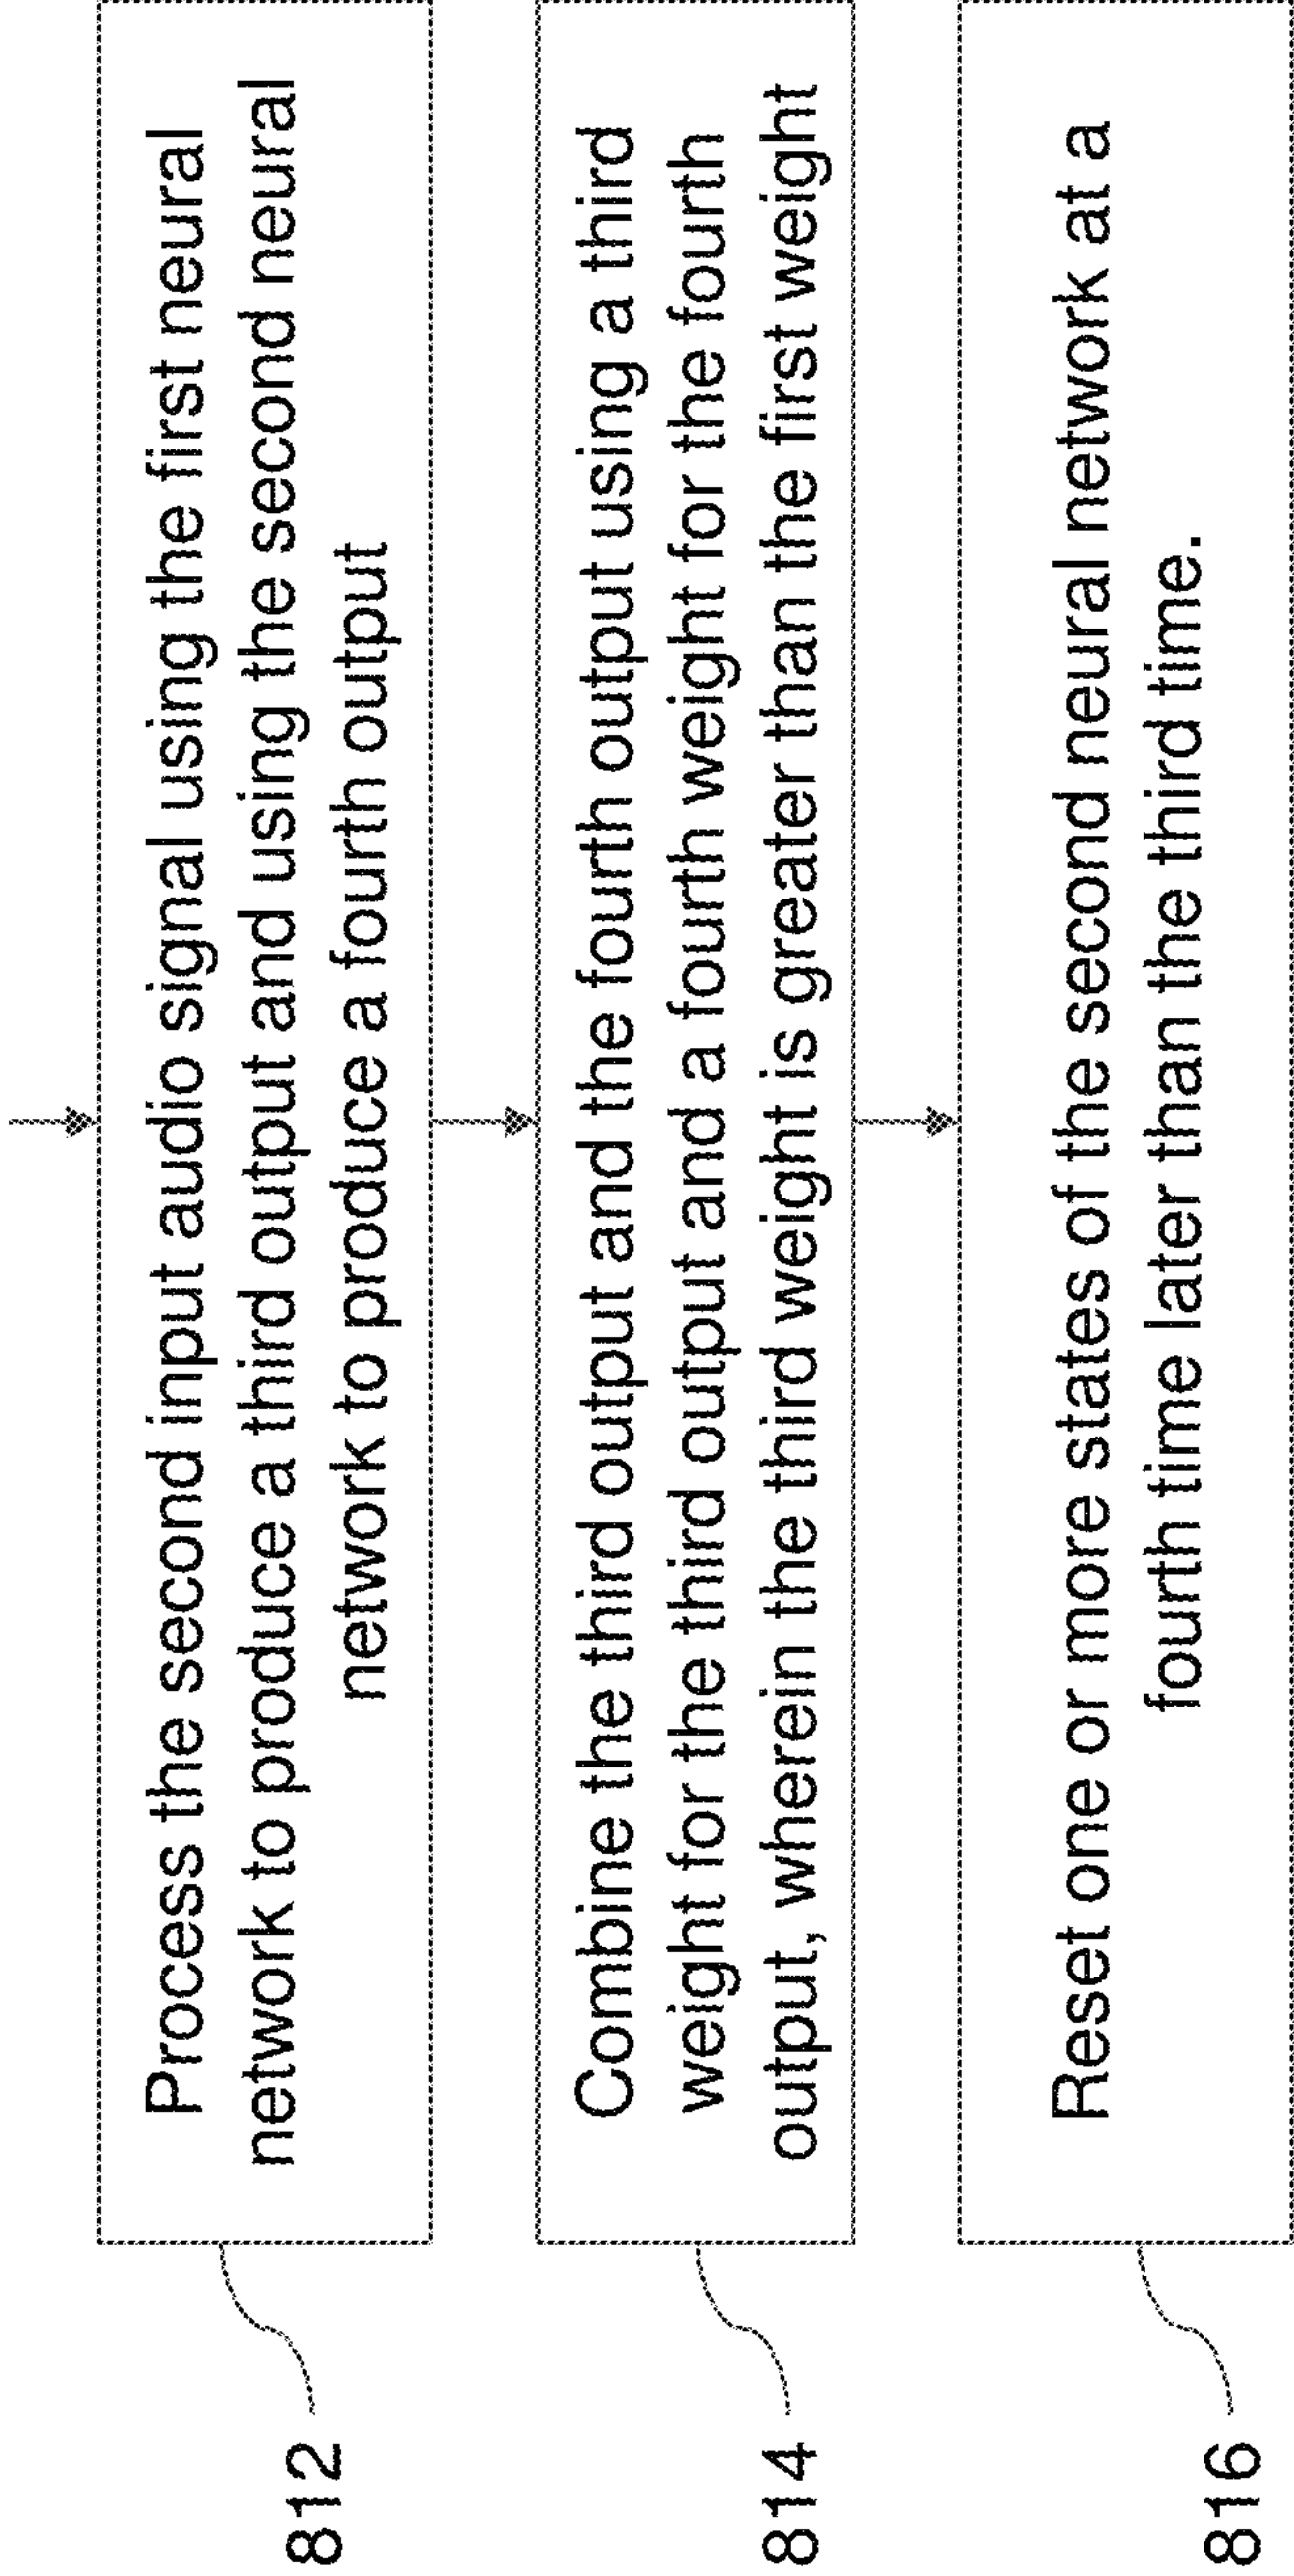 Process the second input audio signal using the first neural
network to produce a third output and using the second neural
network to produce a fourth output
812
Combine the third output and the fourth output using a third
weight for the third output and a fourth weight for the fourth
output, wherein the third weight is greater than the first weight
814
Reset one or more states of the second neural network at a
fourth time later than the third time.
816